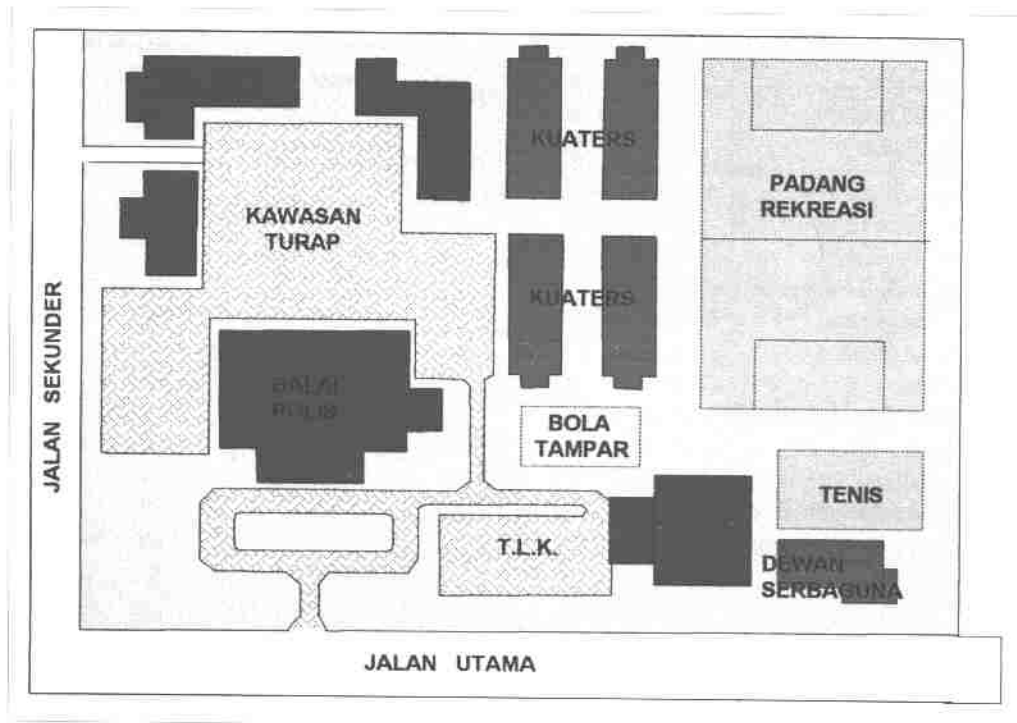 KUATERS
PADANG
REKREASI
KAWASAN
TURAP
KUATERS
JALAN SEKUNDER
BALAI
POLIS
BOLA
TAMPAR
TENIS
T.L.K.
DEWAN
SERBAGUNA
JALAN UTAMA